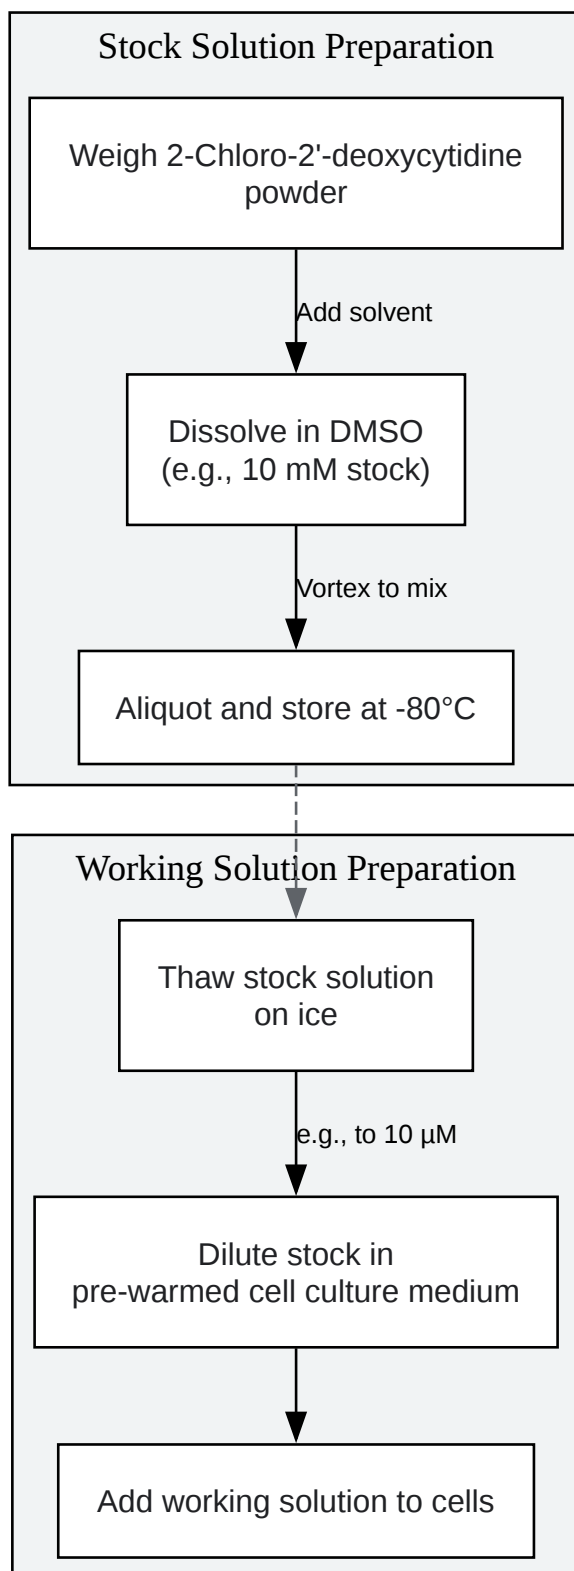 Stock Solution Preparation
Weigh 2-Chloro-2'-deoxycytidine
powder
Add solvent
Dissolve in DMSO
(e.g., 10 mM stock)
Vortex to mix
Aliquot and store at -80°C
Working Solution Preparation
Thaw stock solution
on ice
e.g., to 10 µM
Dilute stock in
pre-warmed cell culture medium
Add working solution to cells